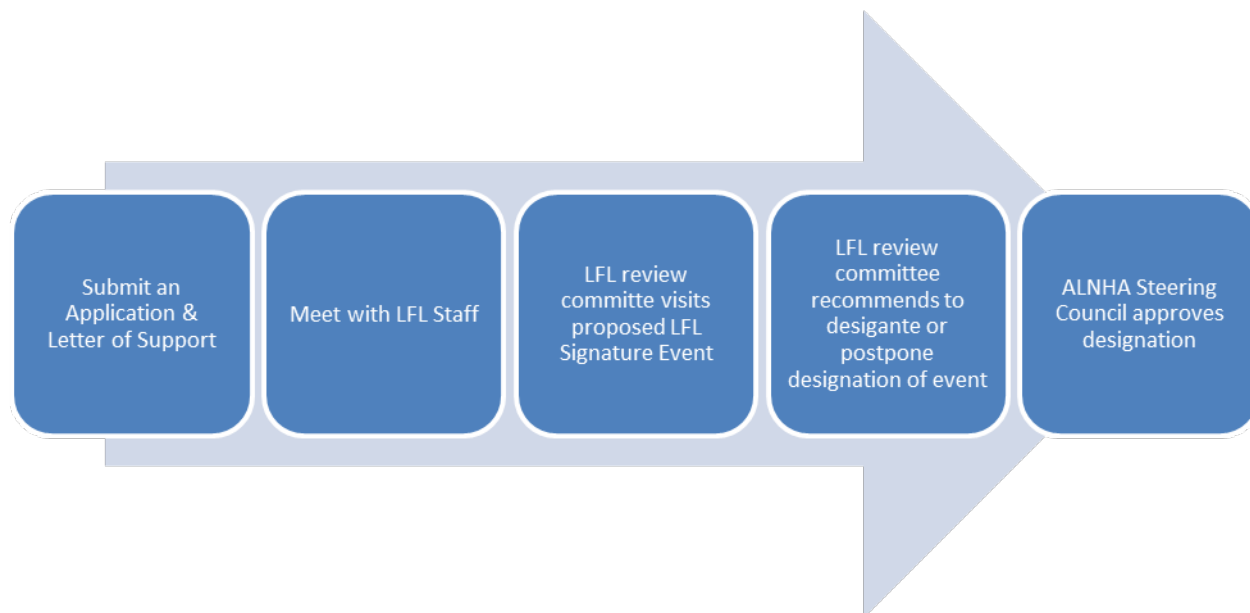 Submit an
Application &
Letter of Support
Meet with LFL Staff
LFL review
committe visits
proposed LFL
Signature Event
LFL review
committee
recommends to
desigante or
postpone
designation of event
ALNHA Steering
Council approves
designation